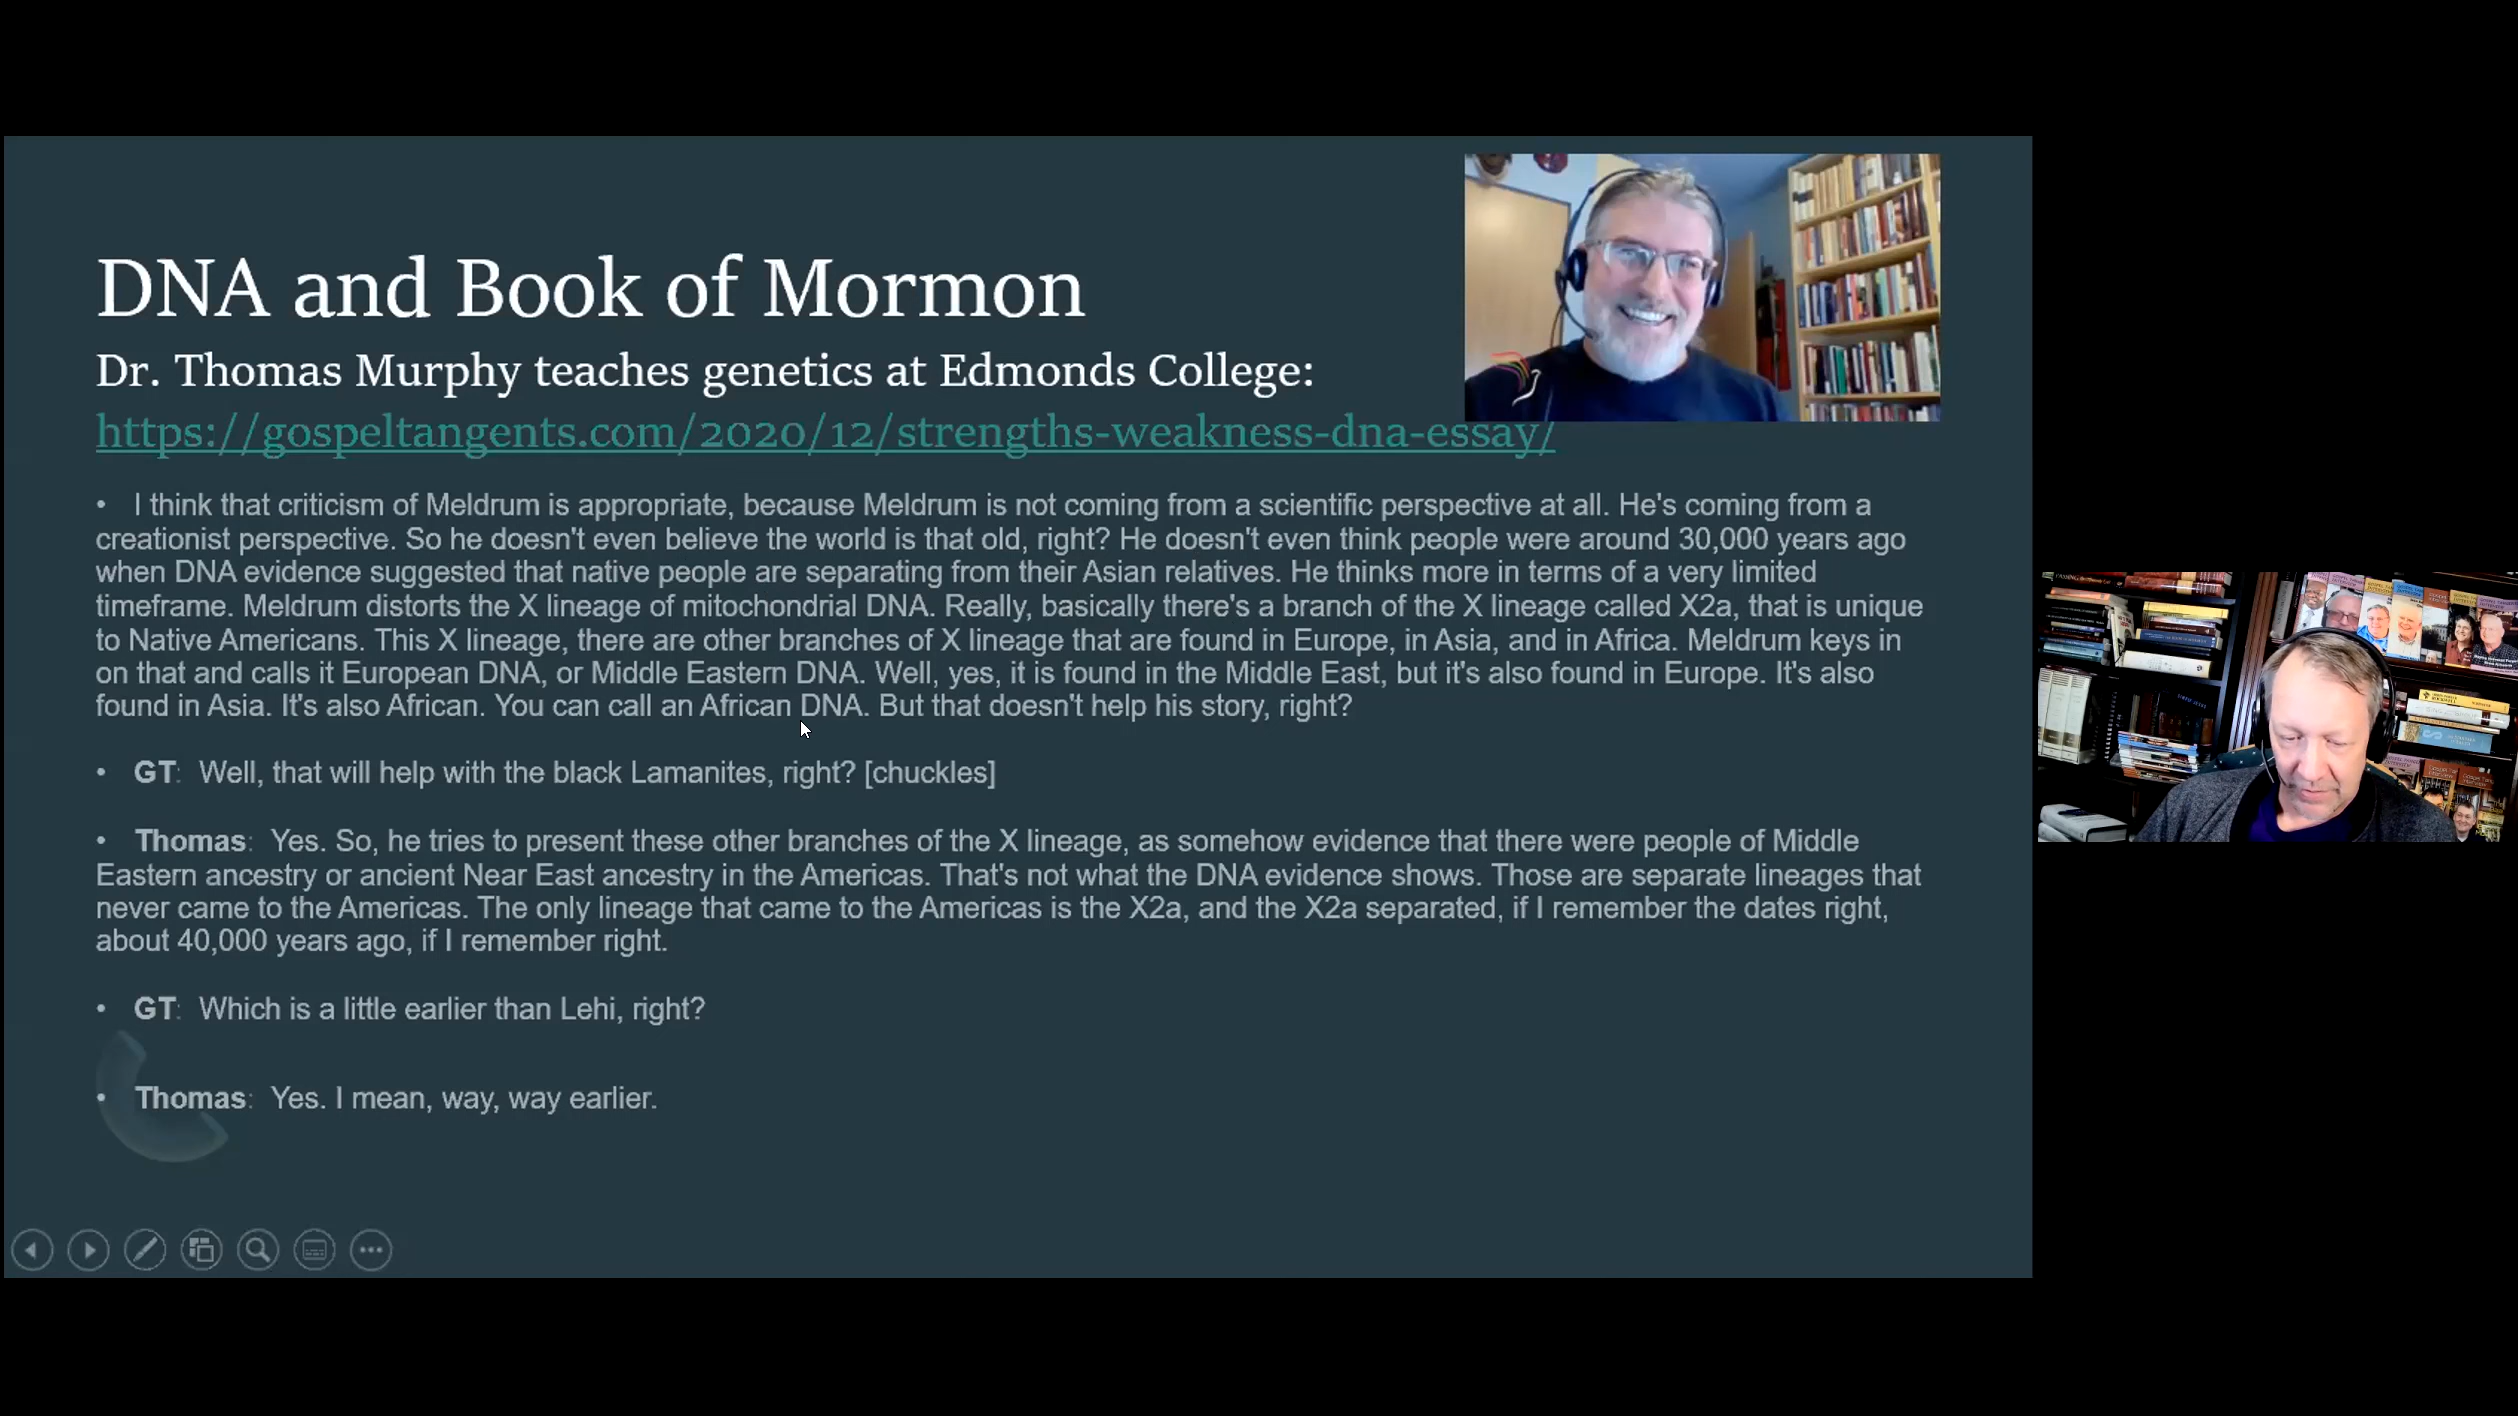 DNA and Book of Mormon
Dr. Thomas Murphy teaches genetics at Edmonds College:
https://gospeltangents.com/2020/12/strengths-weakness-dna-essay/
• I think that criticism of Meldrum is appropriate, because Meldrum is not coming from a scientific perspective at all. He's coming from a
creationist perspective. So he doesn't even believe the world is that old, right? He doesn't even think people were around 30,000 years ago
when DNA evidence suggested that native people are separating from their Asian relatives. He thinks more in terms of a very limited
timeframe. Meldrum distorts the X lineage of mitochondrial DNA. Really, basically there's a branch of the X lineage called X2a, that is unique
to Native Americans. This X lineage, there are other branches of X lineage that are found in Europe, in Asia, and in Africa. Meldrum keys in
on that and calls it European DNA, or Middle Eastern DNA. Well, yes, it is found in the Middle East, but it's also found in Europe. It's also
found in Asia. It's also African. You can call an African DNA. But that doesn't help his story, right?
• GT: Well, that will help with the black Lamanites, right? [chuckles]
• Thomas: Yes. So, he tries to present these other branches of the X lineage, as somehow evidence that there were people of Middle
Eastern ancestry or ancient Near East ancestry in the Americas. That's not what the DNA evidence shows. Those are separate lineages that
never came to the Americas. The only lineage that came to the Americas is the X2a, and the X2a separated, if I remember the dates right,
about 40,000 years ago, if I remember right.
• GT: Which is a little earlier than Lehi, right?
• Thomas: Yes. I mean, way, way earlier.